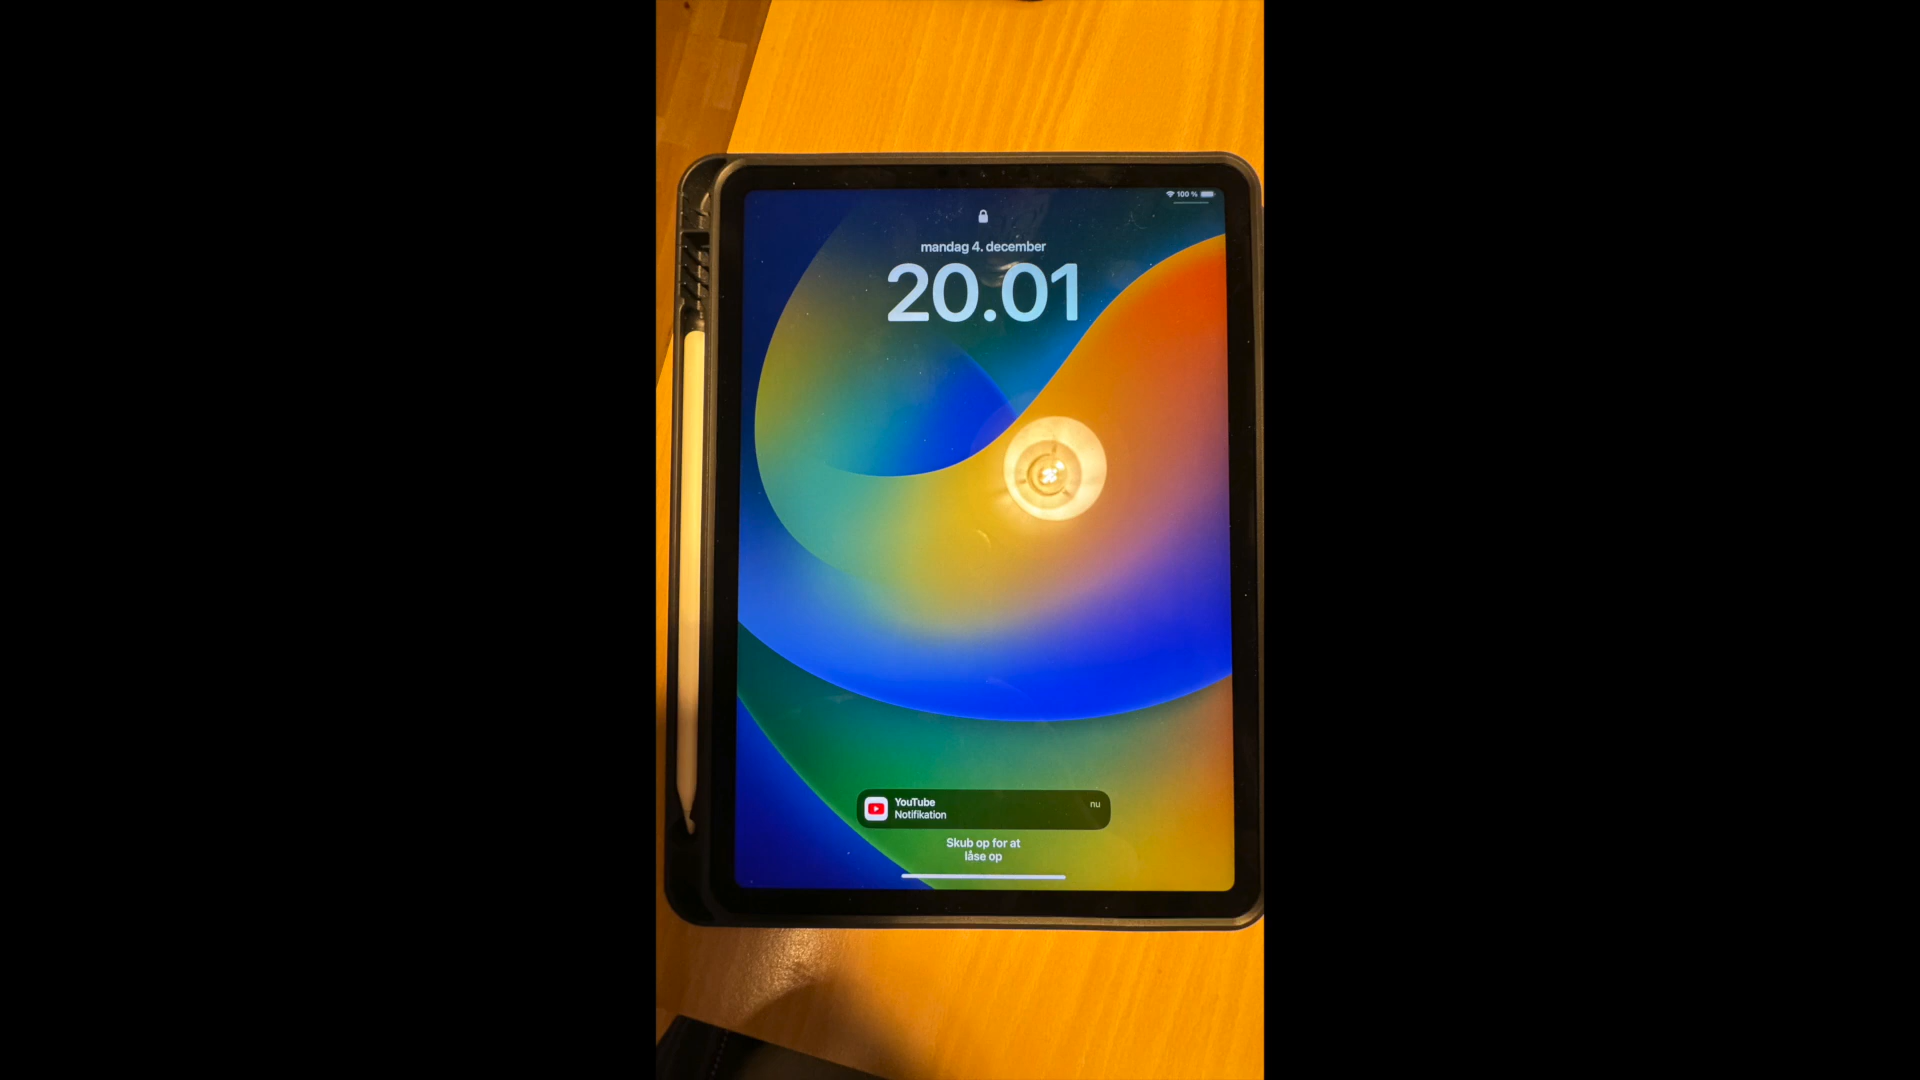 100 %
mandag 4. december
20.01
YouTube
nu
Notifikation
Skub op for at
låse op